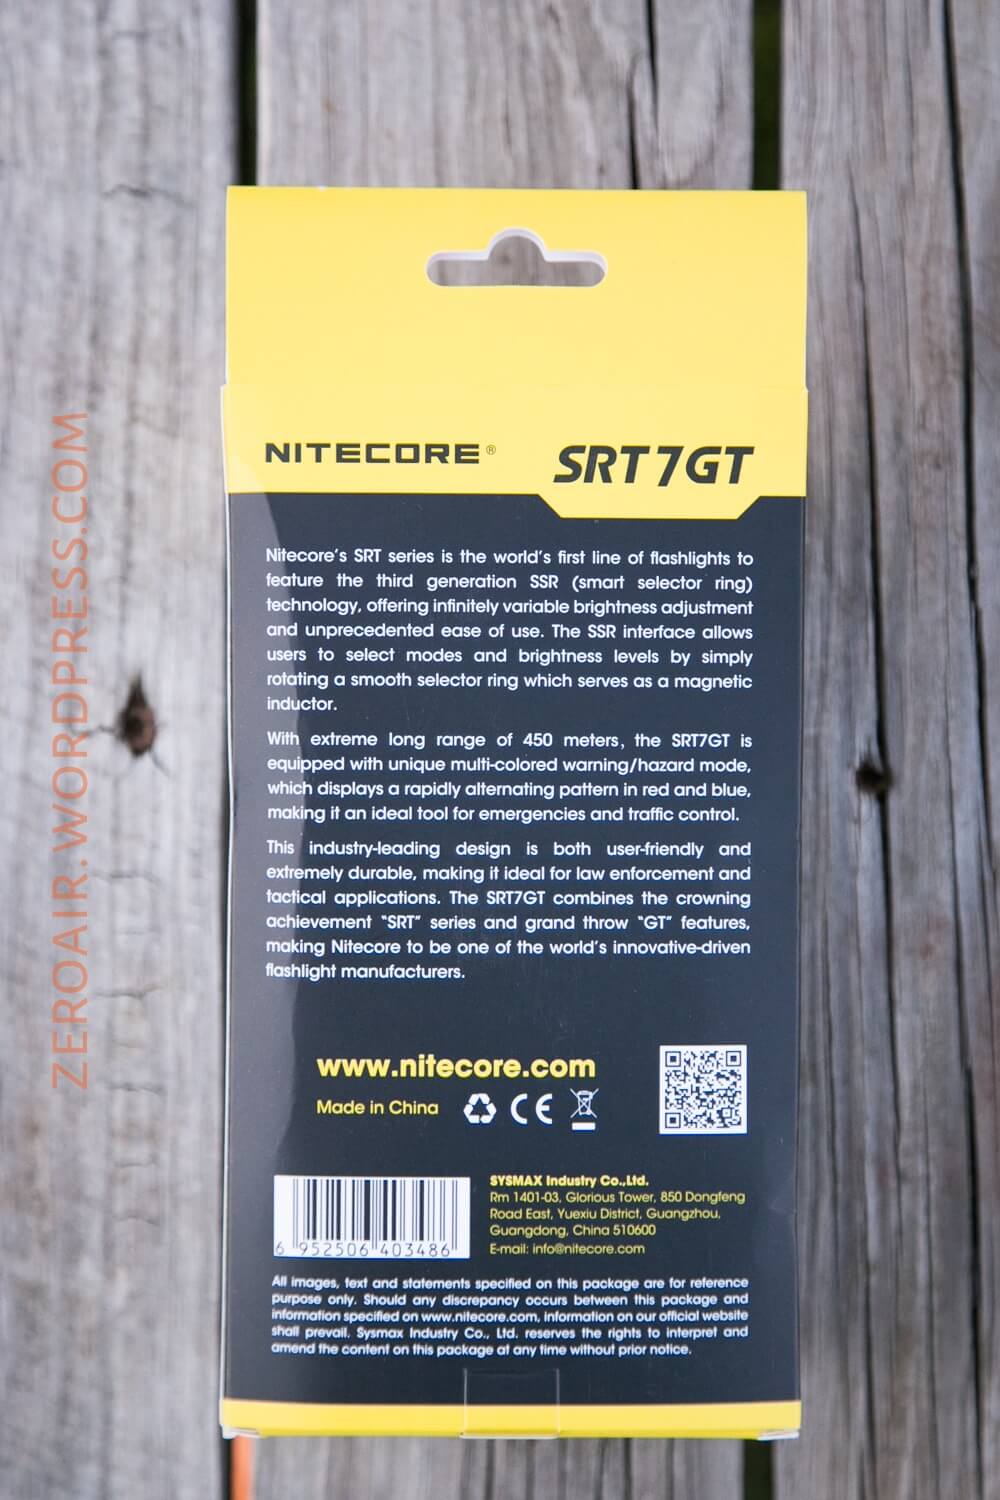 NITECORE®
SRT7GT
Nitecore's SRT series is the world's first line of flashlights to
feature the third generation SSR (smart selector ring)
technology, offering infinitely variable brightness adjustment
and unprecedented ease of use. The SSR interface allows
users to select modes and brightness levels by simply
rotating a smooth selector ring which serves as a magnetic
inductor.
With extreme long range of 450 meters, the SRT7GT is
equipped with unique multi-colored warning/hazard mode,
which displays a rapidly alternating pattern in red and blue,
making it an ideal tool for emergencies and traffic control.
This industry-leading design is both user-friendly and
extremely durable, making it ideal for law enforcement and
tactical applications. The SRT7GT combines the crowning
achievement "SRT" series and grand throw "GT" features,
making Nitecore to be one of the world's innovative-driven
flashlight manufacturers.
www.nitecore.com
Made in China
CE
6 952506 403486
SYSMAX Industry Co.,Ltd.
Rm 1401-03, Glorious Tower, 850 Dongfeng
Road East, Yuexiu District, Guangzhou,
Guangdong, China 510600
E-mail: info@nitecore.com
All images, text and statements specified on this package are for reference
purpose only. Should any discrepancy occurs between this package and
information specified on www.nitecore.com, information on our official website
shall prevail. Sysmax Industry Co., Ltd. reserves the rights to interpret and
amend the content on this package at any time without prior notice.
ZEROAIR.WORDPRESS.COM